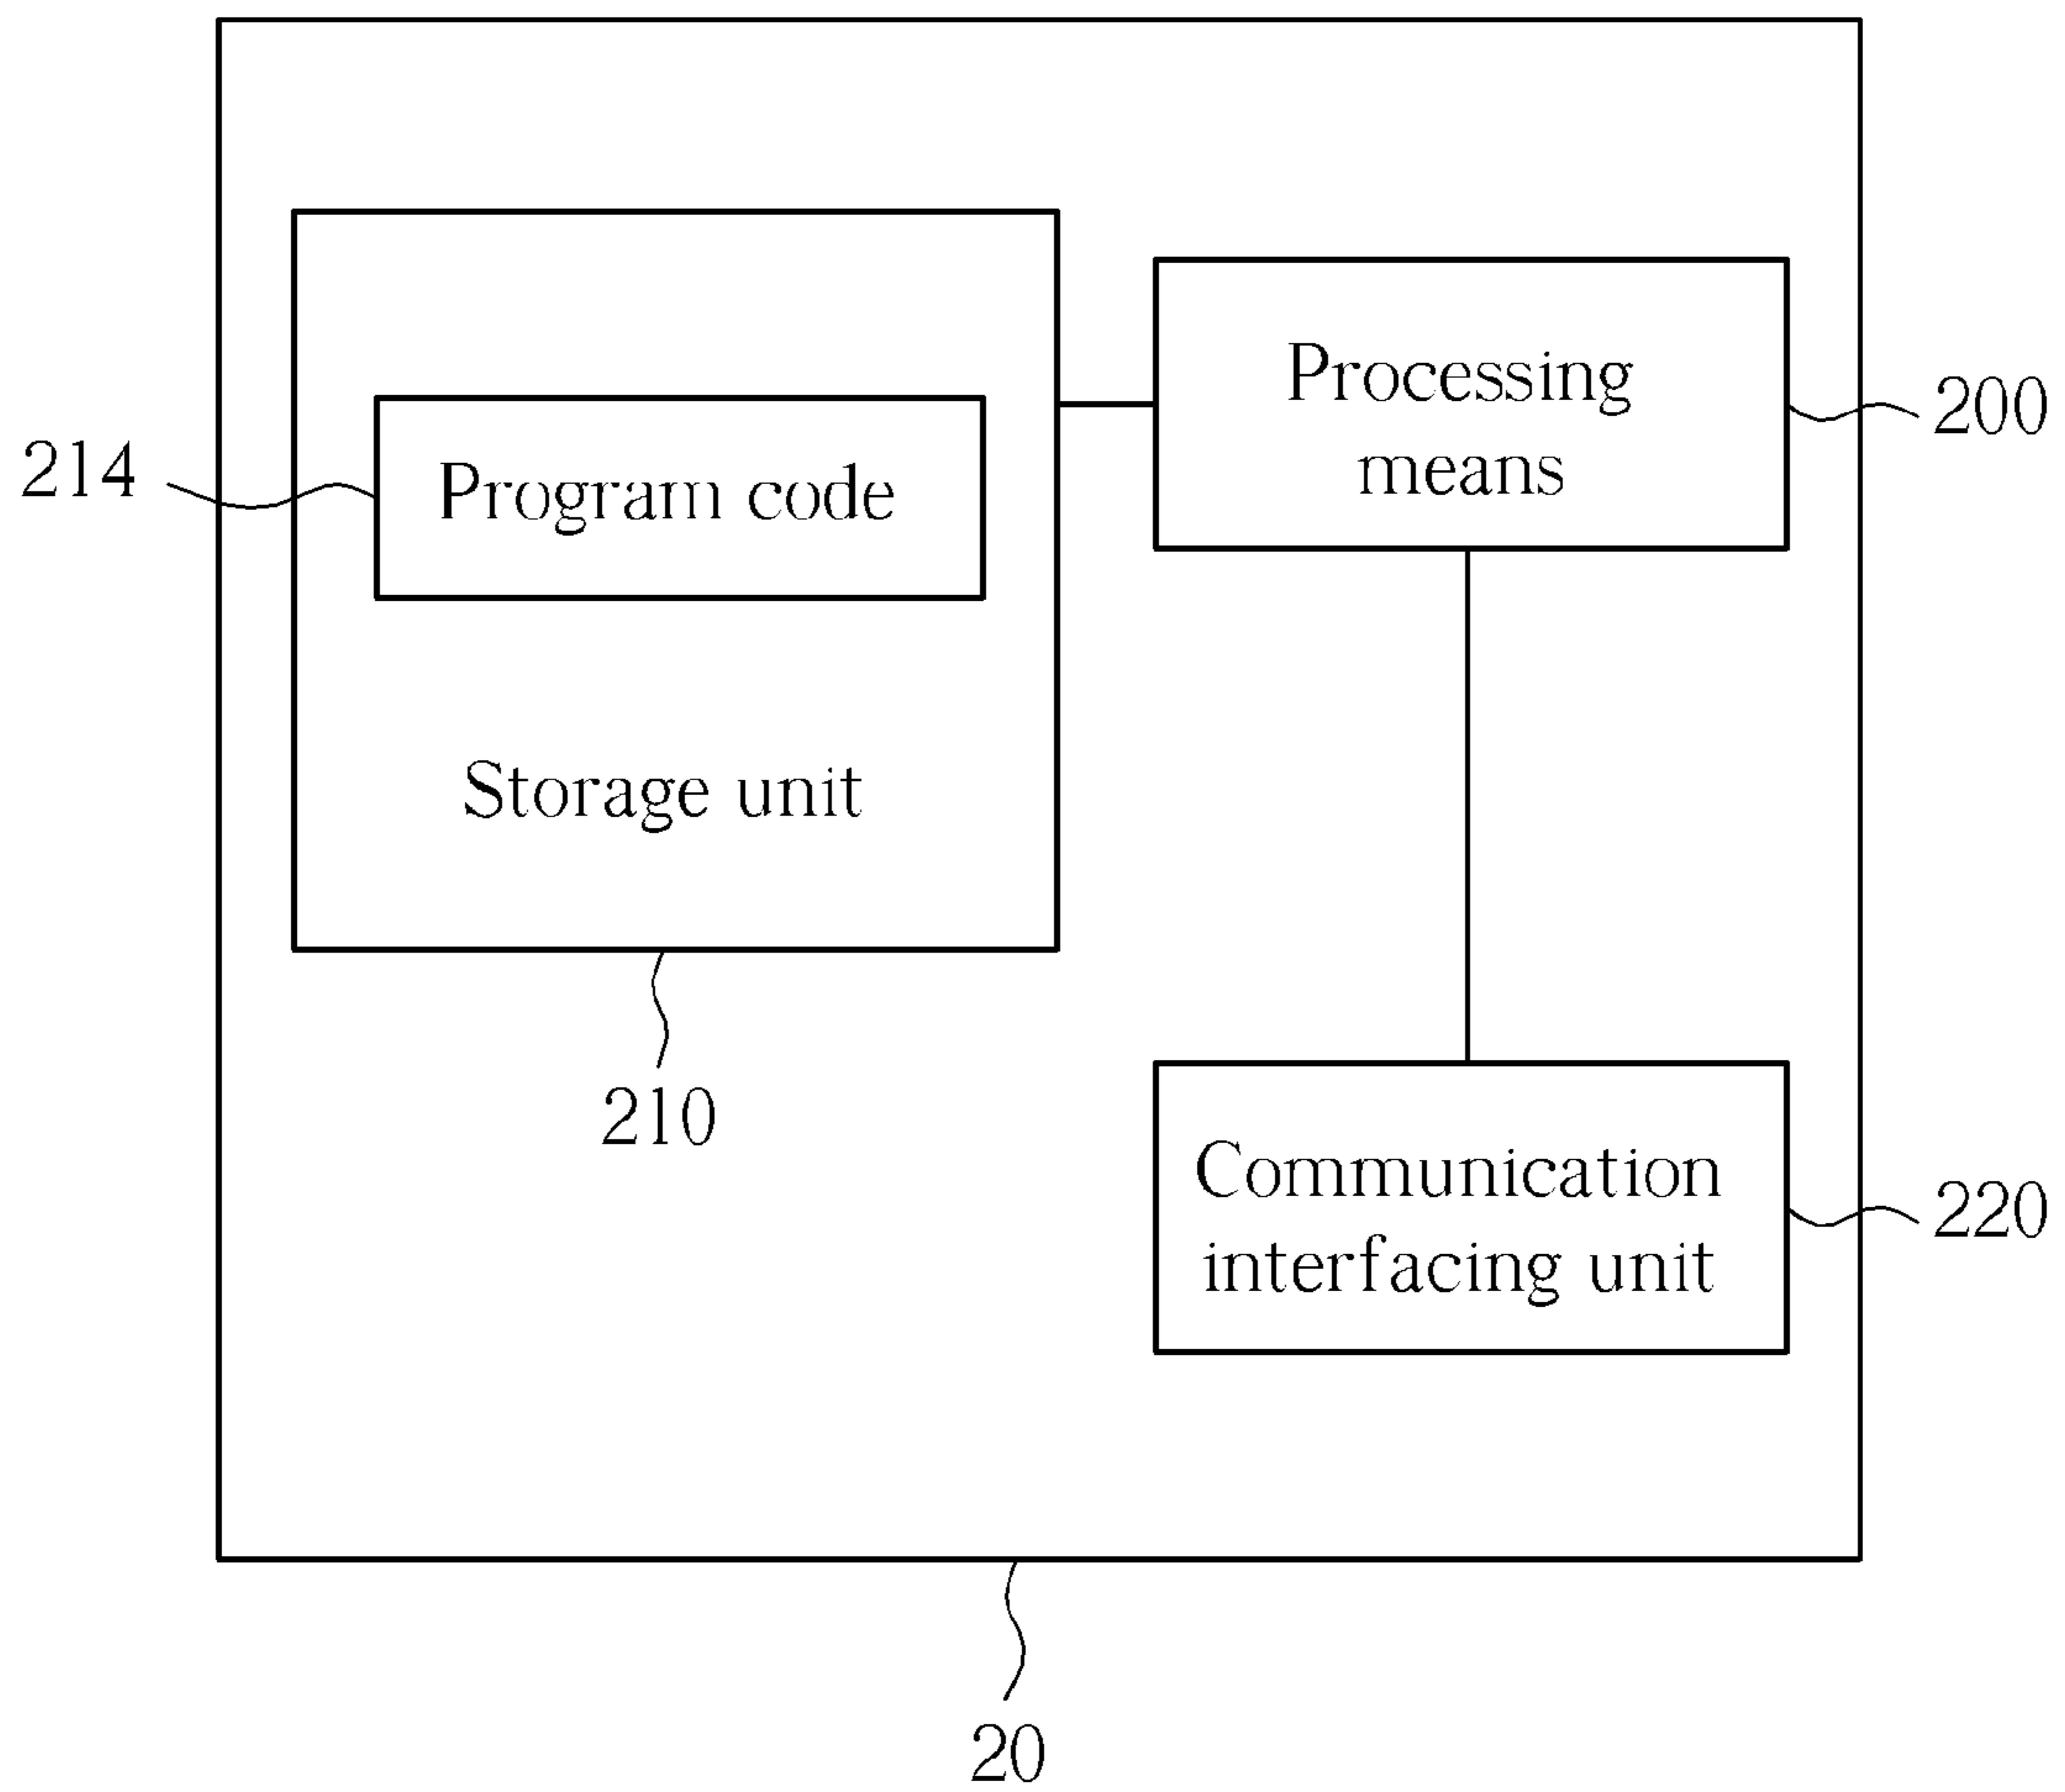 Processing
means
200
214
Program code
Storage unit
210
Communication
interfacing unit
220
20